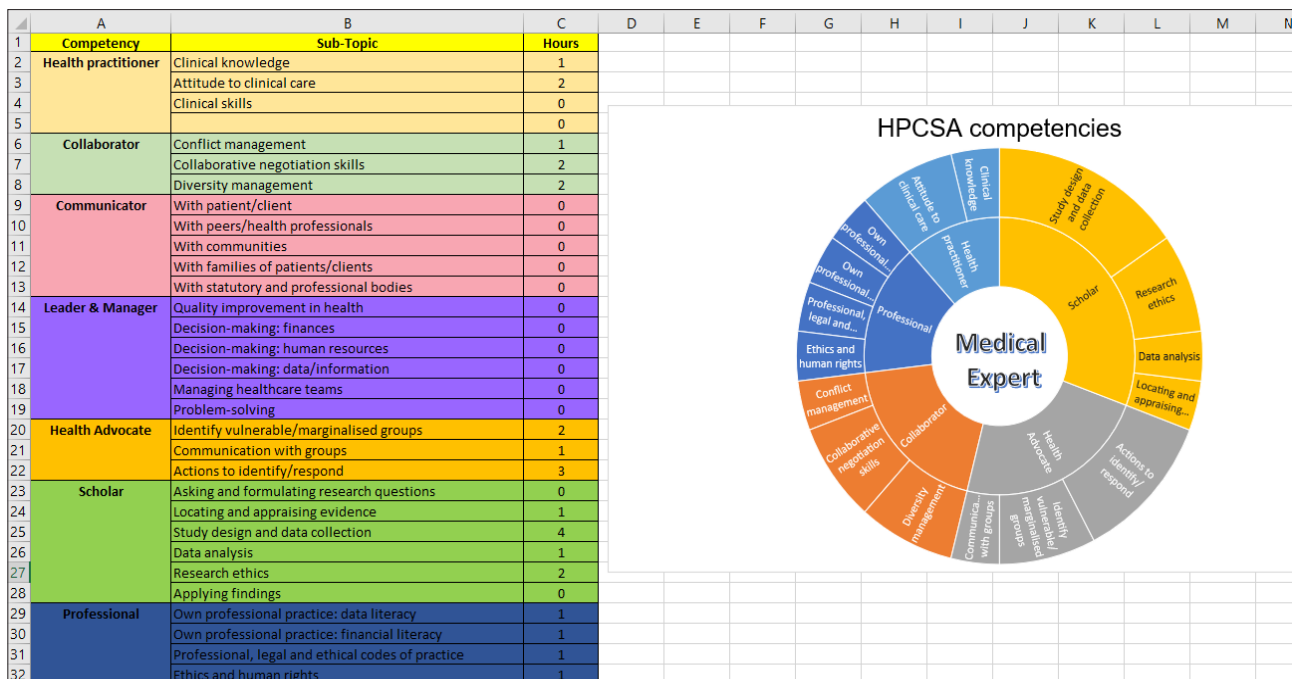 A B C D E F G H I J K L M N
1 Competency Sub-Topic Hours
2 Health practitioner Clinical knowledge 1
3 Attitude to clinical care 2
4 Clinical skills 0
5 0
6 Collaborator Conflict management 1
7 Collaborative negotiation skills 2
8 Diversity management 2
9 Communicator With patient/client 0
10 With peers/health professionals 0
11 With communities 0
12 With families of patients/clients 0
13 With statutory and professional bodies 0
14 Leader & Manager Quality improvement in health 0
15 Decision-making: finances 0
16 Decision-making: human resources 0
17 Decision-making: data/information 0
18 Managing healthcare teams 0
19 Problem-solving 0
20 Health Advocate Identify vulnerable/marginalised groups 2
21 Communication with groups 1
22 Actions to identify/respond 3
23 Scholar Asking and formulating research questions 0
24 Locating and appraising evidence 1
25 Study design and data collection 4
26 Data analysis 1
27 Research ethics 2
28 Applying findings 0
29 Professional Own professional practice: data literacy 1
30 Own professional practice: financial literacy 1
31 Professional, legal and ethical codes of practice 1
32 Ethics and human rights 1
HPCSA competencies
Study design
and data
collection
Research
ethics
Data analysis
Locating and
appraising...
Scholar
Actions to
identify/
respond
Identify
vulnerable/
marginalised
groups
Communica...
with groups
Health
Advocate
Diversity
management
Collaborative
negotiation
skills
Conflict
management
Collaborator
Ethics and
human rights
Professional,
legal and...
Own
professional...
Own
professional...
Professional
Attitude to
clinical care
Clinical
knowledge
Health
practitioner
Medical
Expert